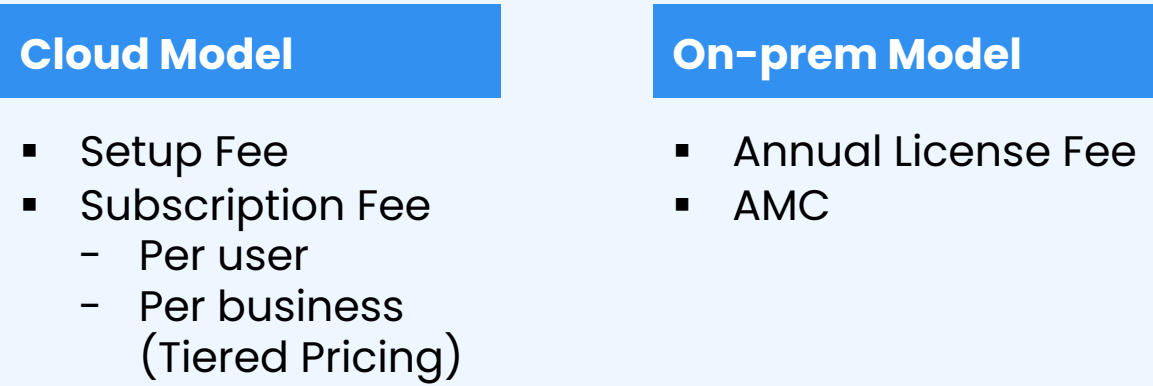 Cloud Model
▪ Setup Fee
▪ Subscription Fee
- Per user
- Per business
(Tiered Pricing)
On-prem Model
▪ Annual License Fee
▪ AMC